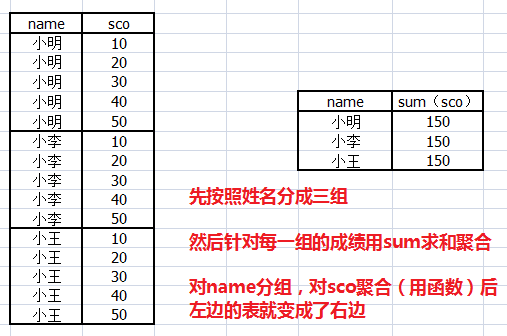 name sco
小明 10
小明 20
小明 30
小明 40
小明 50
小李 10
小李 20
小李 30
小李 40
小李 50
小王 10
小王 20
小王 30
小王 40
小王 50
name sum（sco）
小明 150
小李 150
小王 150
先按照姓名分成三组
然后针对每一组的成绩用sum求和聚合
对name分组，对sco聚合（用函数）后
左边的表就变成了右边